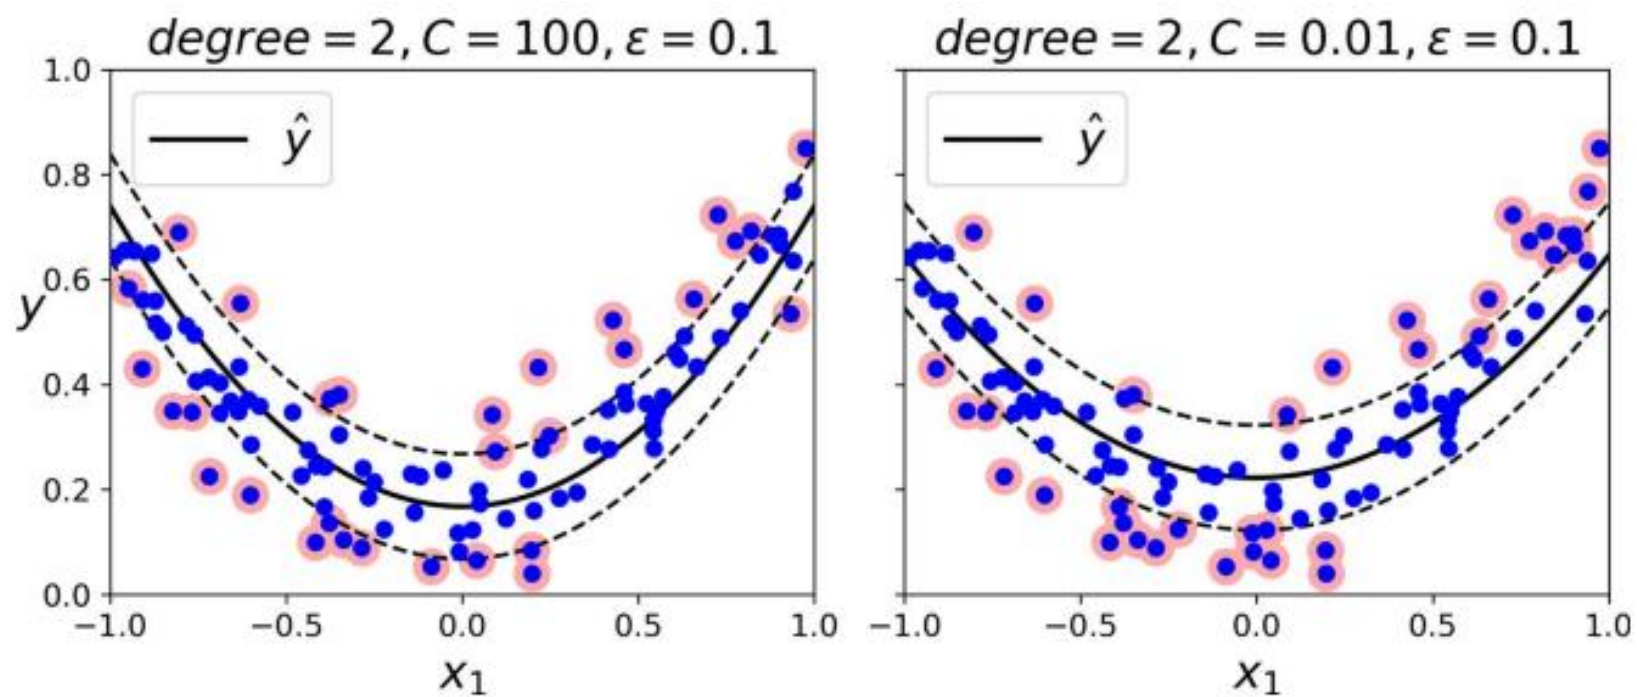 degree = 2, C = 100, ε = 0.1
ŷ
1.0
0.8
0.6
0.4
0.2
0.0
y
−1.0 −0.5 0.0 0.5 1.0
x₁
degree = 2, C = 0.01, ε = 0.1
ŷ
−1.0 −0.5 0.0 0.5 1.0
x₁